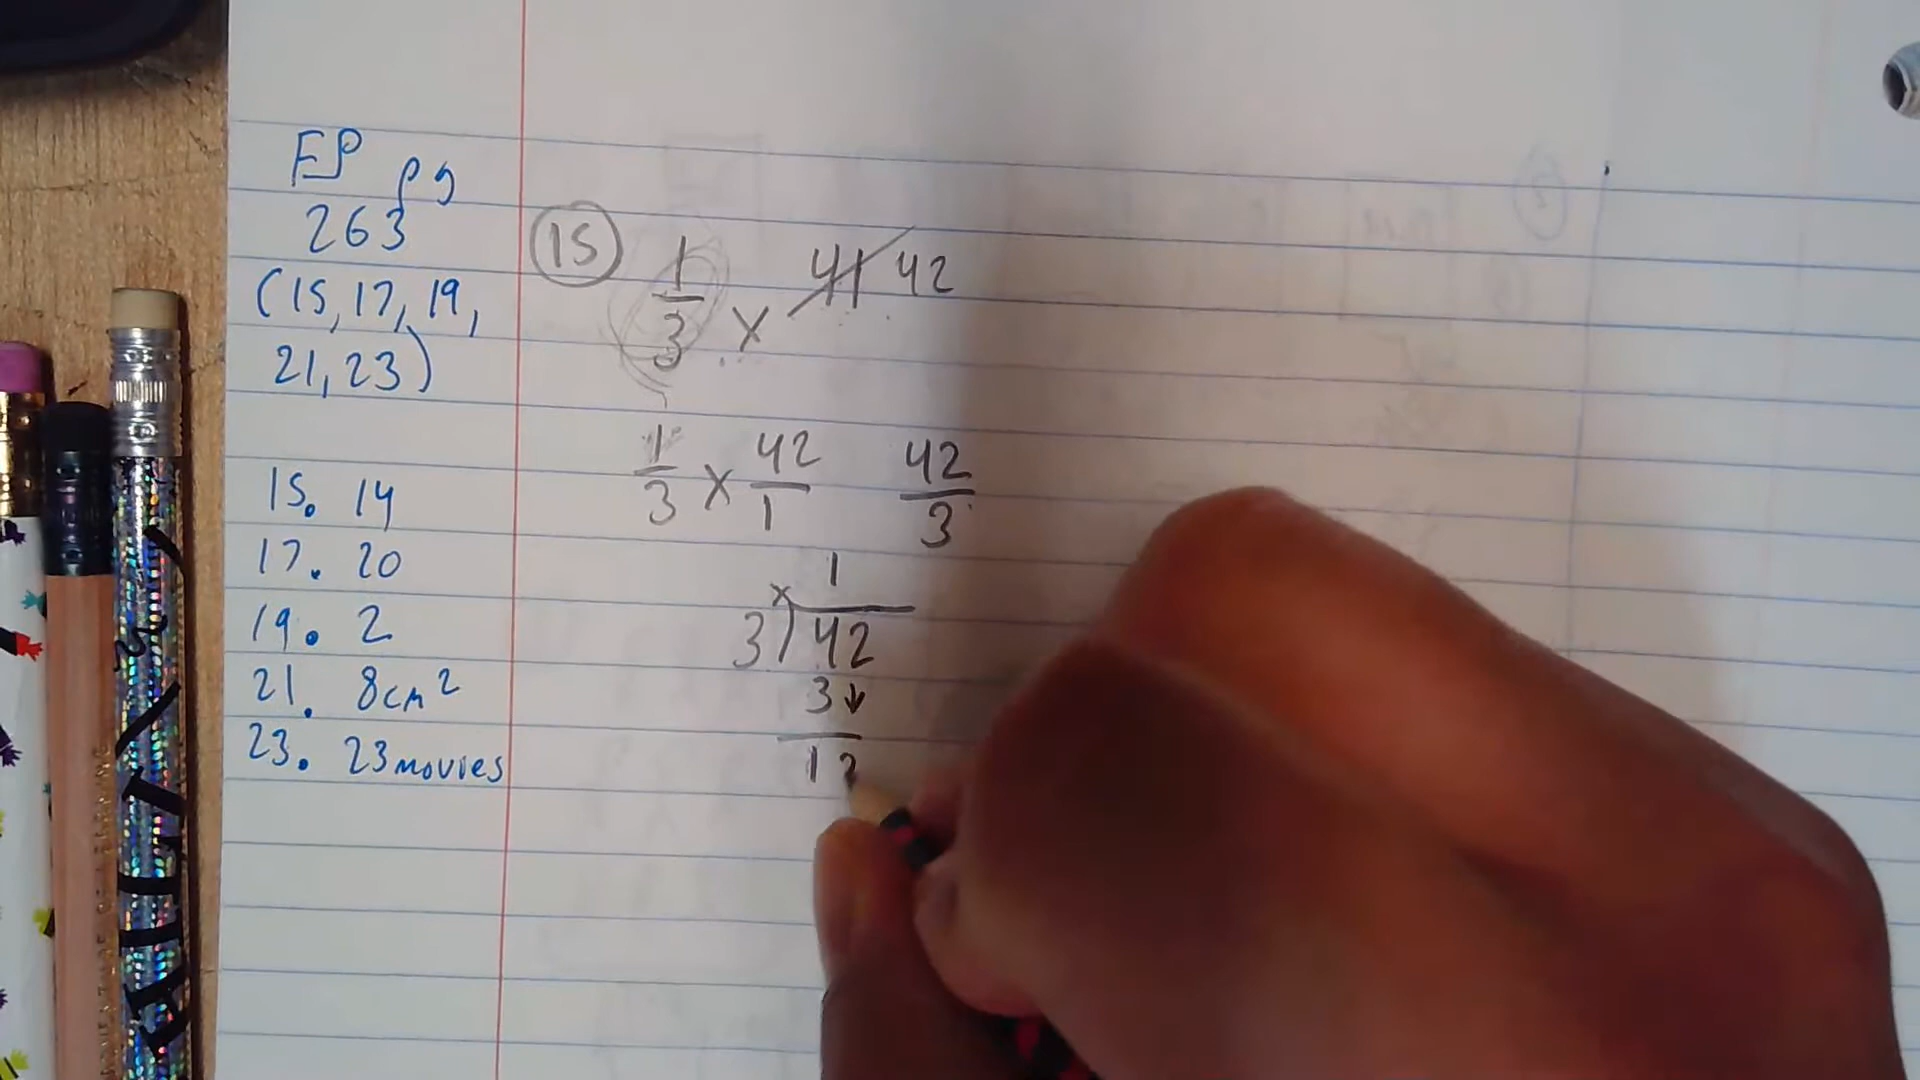 FP pg
263
(15, 17, 19,
21, 23)
15. 14
17. 20
19. 2
21. 8cm²
23. 23 movies
15
1/3 x 41 42
1/3 x 42/1 42/3
1
x
3)42
3↓
12